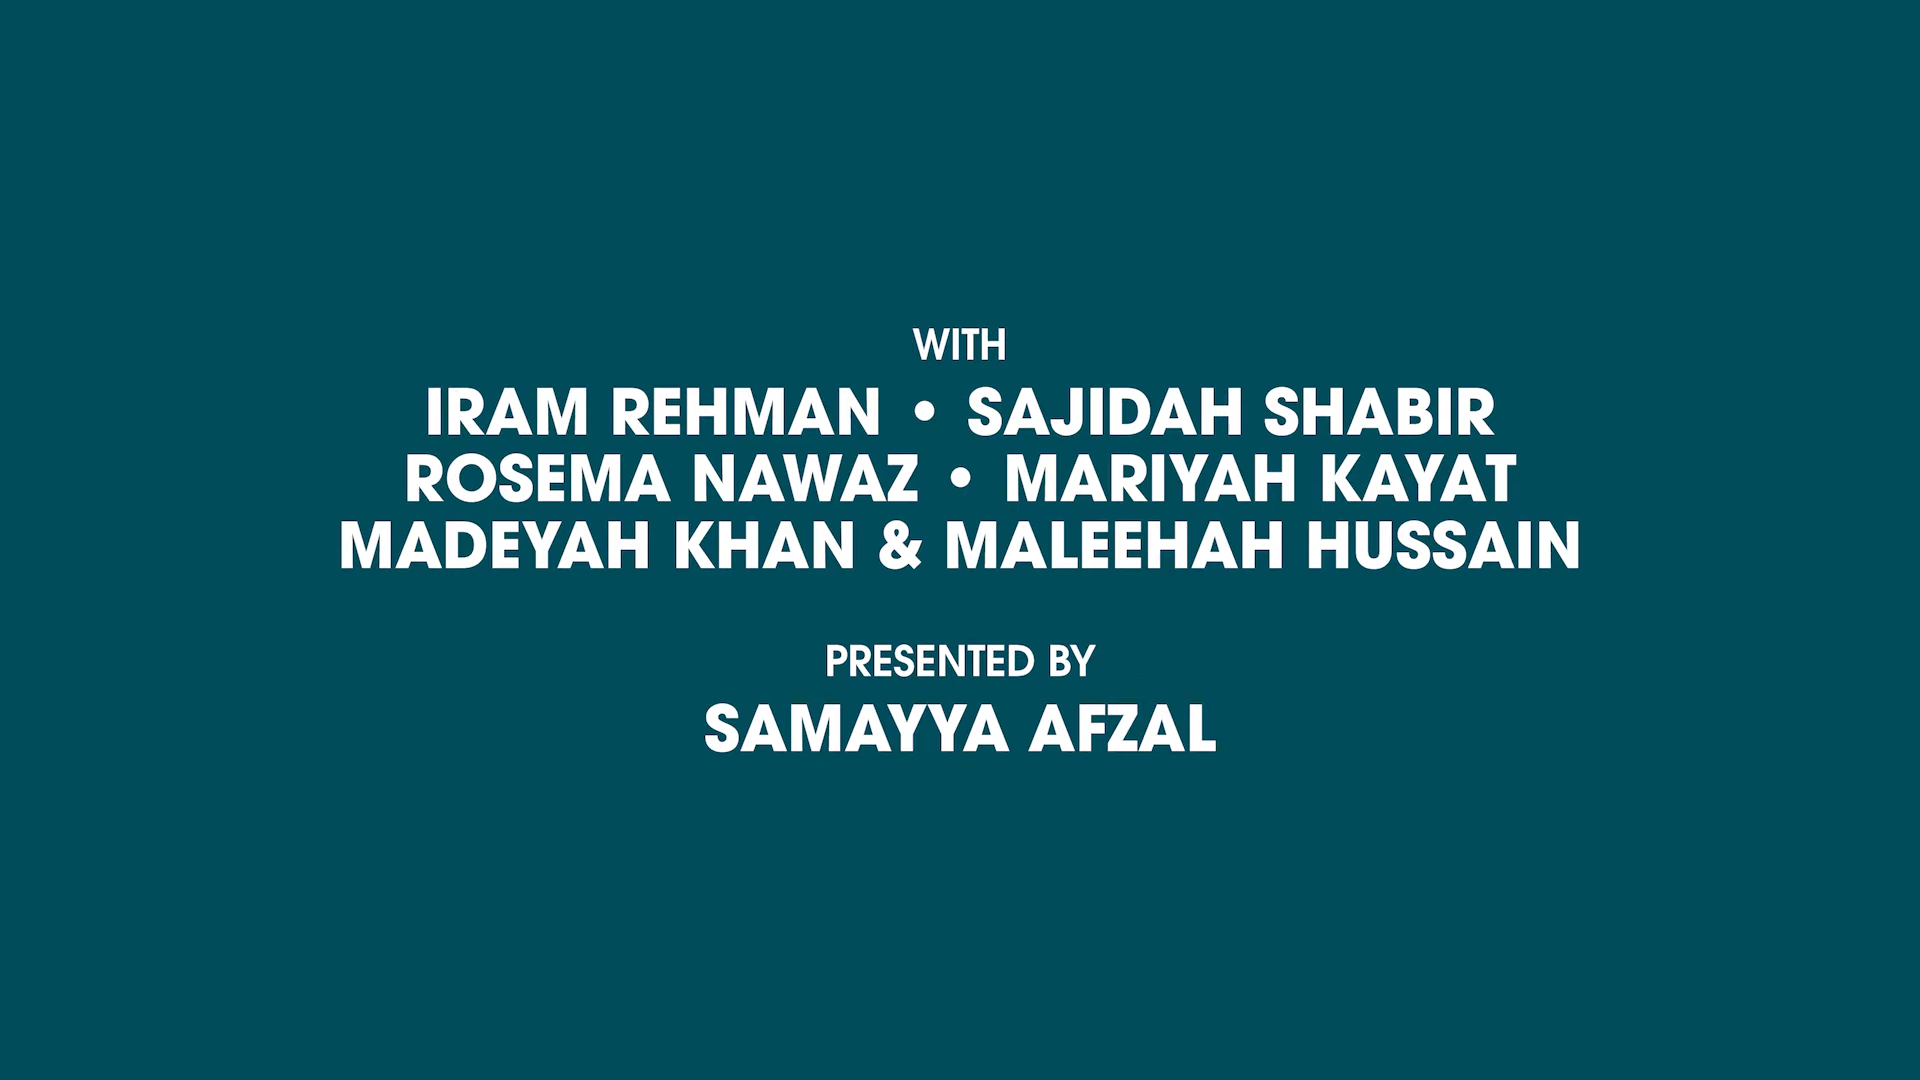 WITH
IRAM REHMAN • SAJIDAH SHABIR
ROSEMA NAWAZ • MARIYAH KAYAT
MADEYAH KHAN & MALEEHAH HUSSAIN
PRESENTED BY
SAMAYYA AFZAL